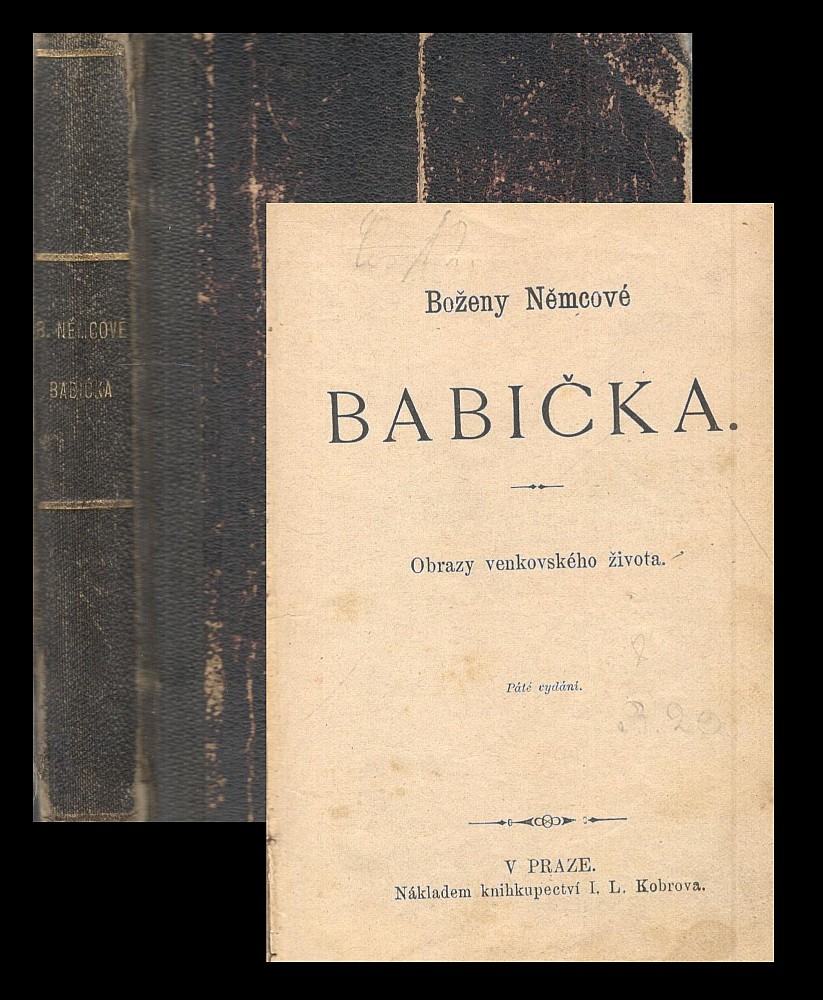 B. NĚMCOVÉ
BABIČKA
Boženy Němcové
BABIČKA.
Obrazy venkovského života.
Páté vydání.
V PRAZE.
Nákladem knihkupectví I. L. Kobrova.